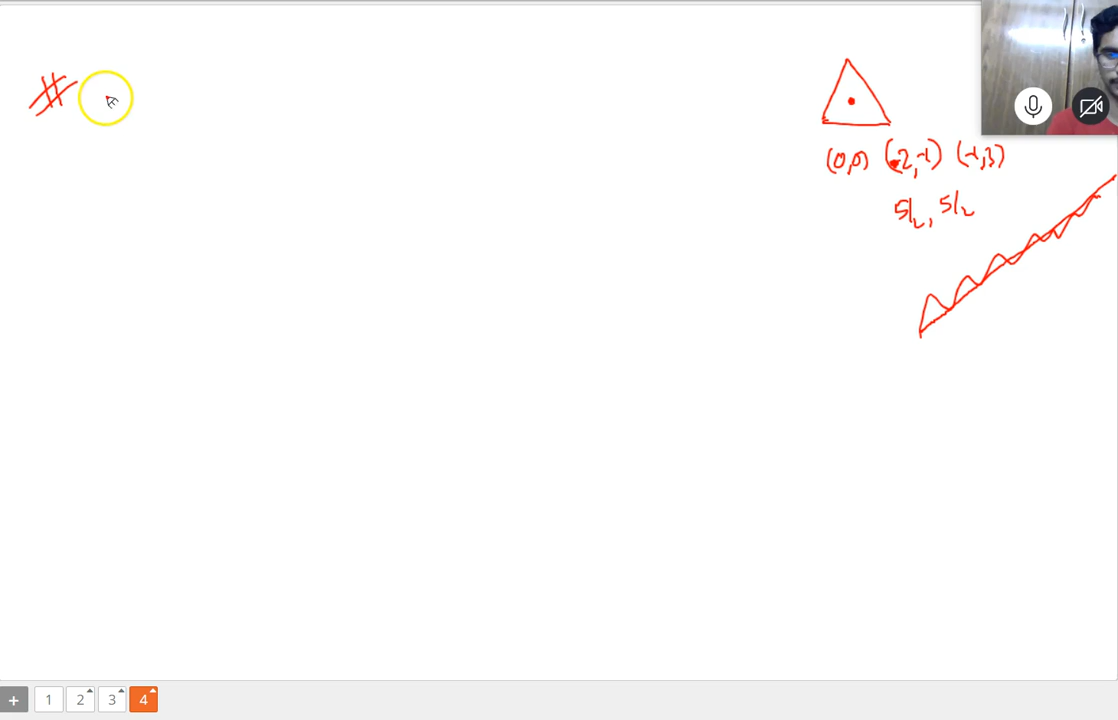 #
(0,0) (2,-1) (-1,3)
5/2, 5/2
+ 1 2 3 4